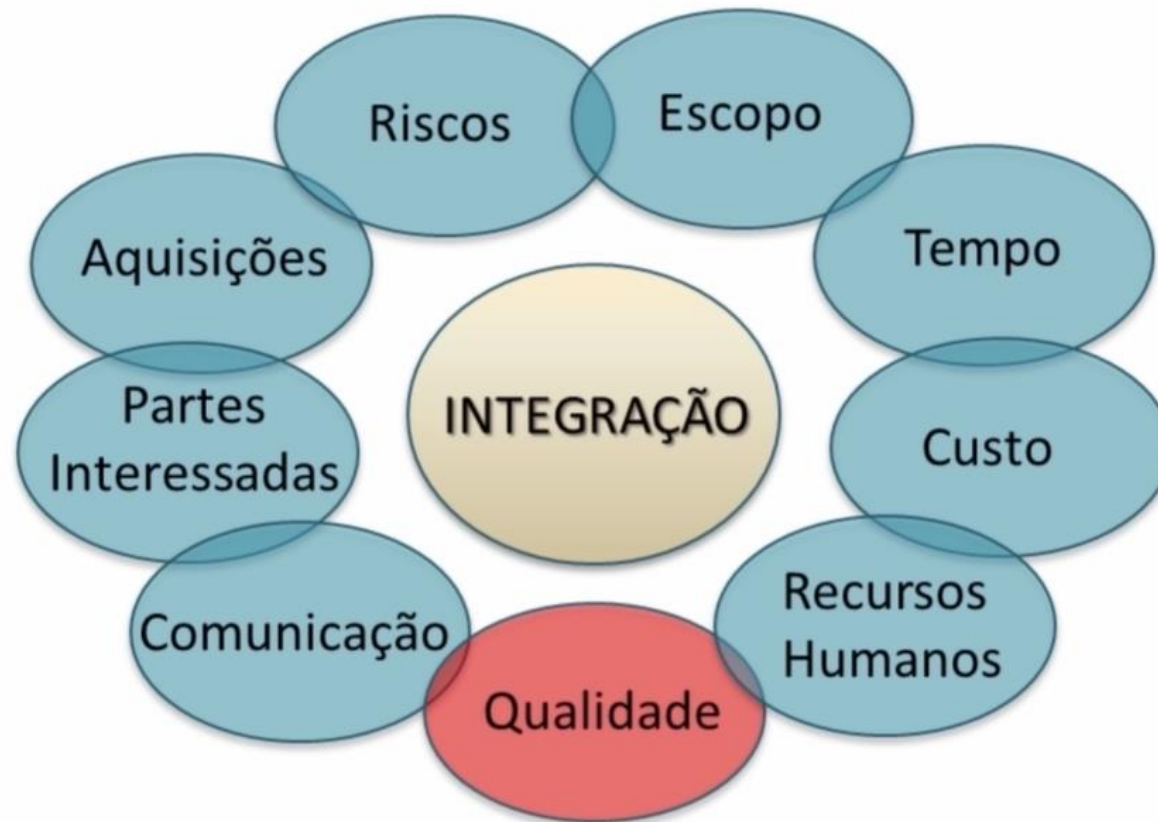 Riscos
Escopo
Aquisições
Tempo
Partes
Interessadas
INTEGRAÇÃO
Custo
Comunicação
Recursos
Humanos
Qualidade